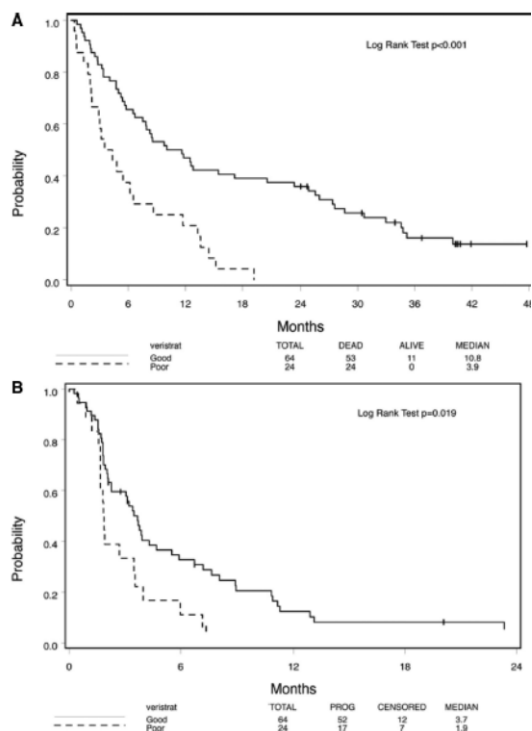 A
Log Rank Test p<0.001
Probability
1.0
0.8
0.6
0.4
0.2
0.0
0 6 12 18 24 30 36 42 48
Months
veristrat TOTAL DEAD ALIVE MEDIAN
Good 64 53 11 10.8
Poor 24 24 0 3.9
B
Log Rank Test p=0.019
Probability
1.0
0.8
0.6
0.4
0.2
0.0
0 6 12 18 24
Months
veristrat TOTAL PROG CENSORED MEDIAN
Good 64 52 12 3.7
Poor 24 17 7 1.9